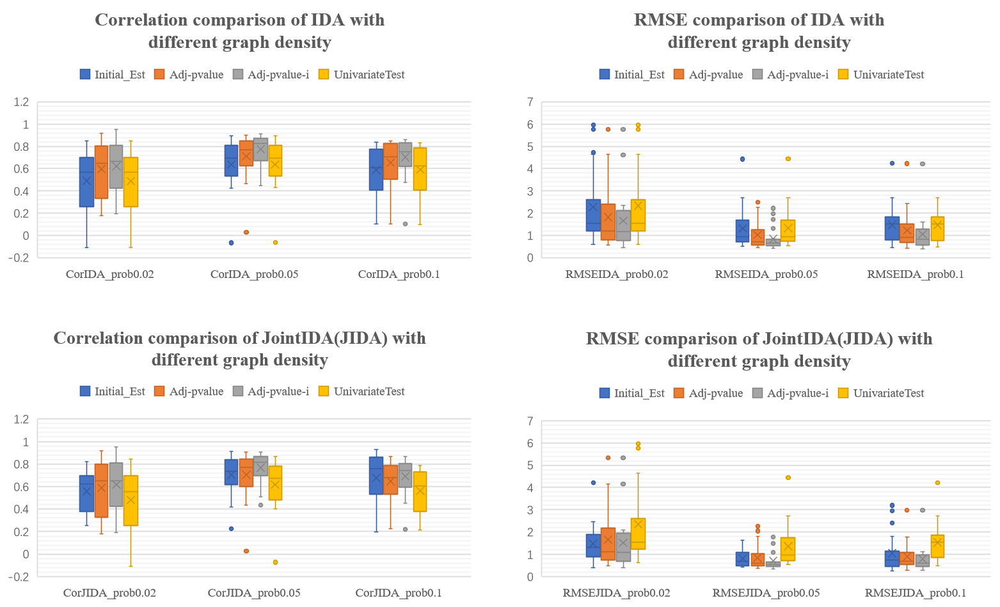 Correlation comparison of IDA with
different graph density
Initial_Est Adj-pvalue Adj-pvalue-i UnivariateTest
1.2
1
0.8
0.6
0.4
0.2
0
-0.2
CorIDA_prob0.02 CorIDA_prob0.05 CorIDA_prob0.1
RMSE comparison of IDA with
different graph density
Initial_Est Adj-pvalue Adj-pvalue-i UnivariateTest
7
6
5
4
3
2
1
0
RMSEIDA_prob0.02 RMSEIDA_prob0.05 RMSEIDA_prob0.1
Correlation comparison of JointIDA(JIDA) with
different graph density
Initial_Est Adj-pvalue Adj-pvalue-i UnivariateTest
1.2
1
0.8
0.6
0.4
0.2
0
-0.2
CorJIDA_prob0.02 CorJIDA_prob0.05 CorJIDA_prob0.1
RMSE comparison of JointIDA(JIDA) with
different graph density
Initial_Est Adj-pvalue Adj-pvalue-i UnivariateTest
7
6
5
4
3
2
1
0
RMSEJIDA_prob0.02 RMSEJIDA_prob0.05 RMSEJIDA_prob0.1